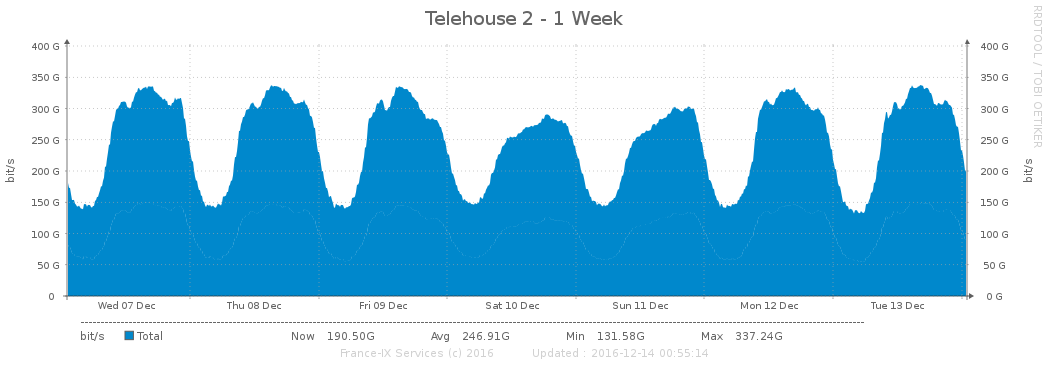 Telehouse 2 - 1 Week
RRDTOOL / TOBI OETIKER
bit/s
400 G 400 G
350 G 350 G
300 G 300 G
250 G 250 G
200 G 200 G
150 G 150 G
100 G 100 G
50 G 50 G
0 0 G
bit/s
Wed 07 Dec Thu 08 Dec Fri 09 Dec Sat 10 Dec Sun 11 Dec Mon 12 Dec Tue 13 Dec
bit/s Total Now 190.50G Avg 246.91G Min 131.58G Max 337.24G
France-IX Services (c) 2016 Updated : 2016-12-14 00:55:14